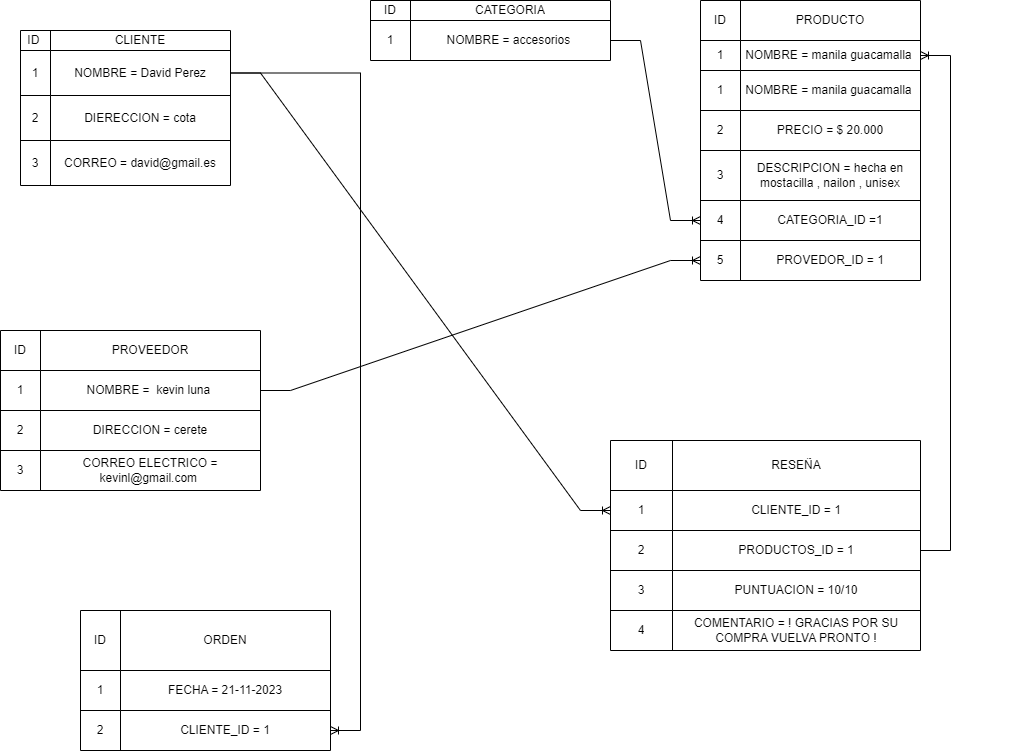 ID CLIENTE
1 NOMBRE = David Perez
2 DIERECCION = cota
3 CORREO = david@gmail.es
ID CATEGORIA
1 NOMBRE = accesorios
ID PRODUCTO
1 NOMBRE = manila guacamalla
1 NOMBRE = manila guacamalla
2 PRECIO = $ 20.000
3 DESCRIPCION = hecha en
mostacilla , nailon , unisex
4 CATEGORIA_ID =1
5 PROVEDOR_ID = 1
ID PROVEEDOR
1 NOMBRE = kevin luna
2 DIRECCION = cerete
3 CORREO ELECTRICO =
kevinl@gmail.com
ID RESEÑA
1 CLIENTE_ID = 1
2 PRODUCTOS_ID = 1
3 PUNTUACION = 10/10
4 COMENTARIO = ! GRACIAS POR SU
COMPRA VUELVA PRONTO !
ID ORDEN
1 FECHA = 21-11-2023
2 CLIENTE_ID = 1